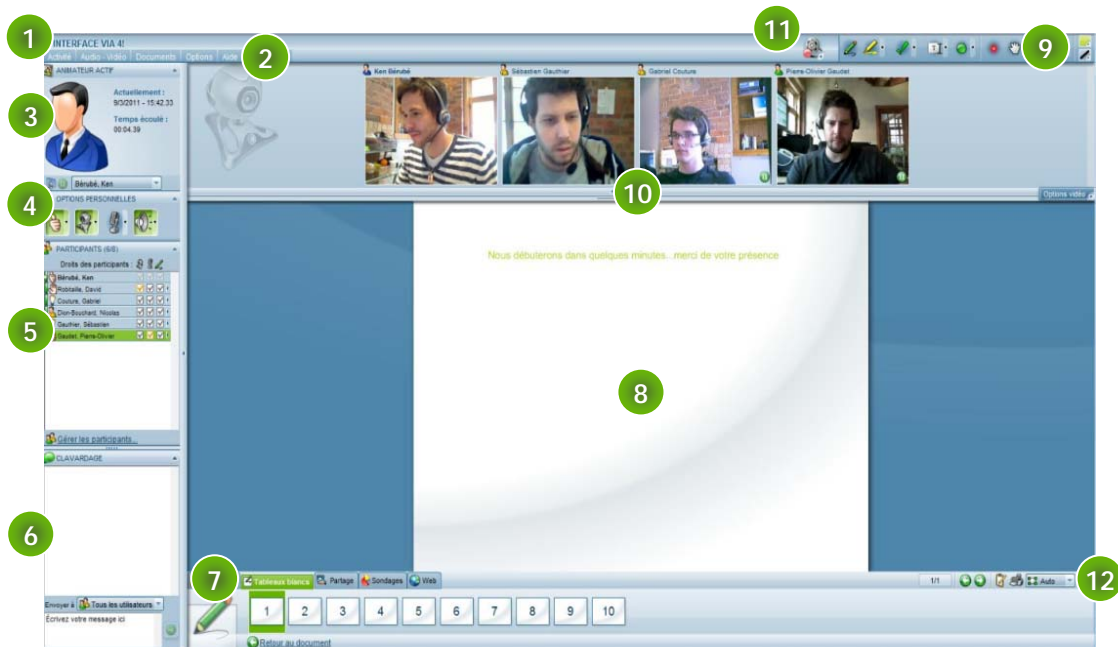 1
INTERFACE VIA 4!
Activité Audio - Vidéo Documents Options Aide
2
11
9
ANIMATEUR ACTIF
3
Actuellement :
9/3/2011 - 15:42.33
Temps écoulé :
00:04.39
Bérubé, Ken
Ken Bérubé
Sébastien Gauthier
Gabriel Couture
Pierre-Olivier Gaudet
10
Options vidéo
4
OPTIONS PERSONNELLES
PARTICIPANTS (6/8)
Droits des participants :
Bérubé, Ken
Robitaille, David
Couture, Gabriel
Dion-Bouchard, Nicolas
Gauthier, Sébastien
Gaudet, Pierre-Olivier
5
Gérer les participants...
Nous débuterons dans quelques minutes...merci de votre présence
8
CLAVARDAGE
6
Envoyer à Tous les utilisateurs
Écrivez votre message ici
7
Tableaux blancs Partage Sondages Web
1/1
Auto
12
1 2 3 4 5 6 7 8 9 10
Retour au document